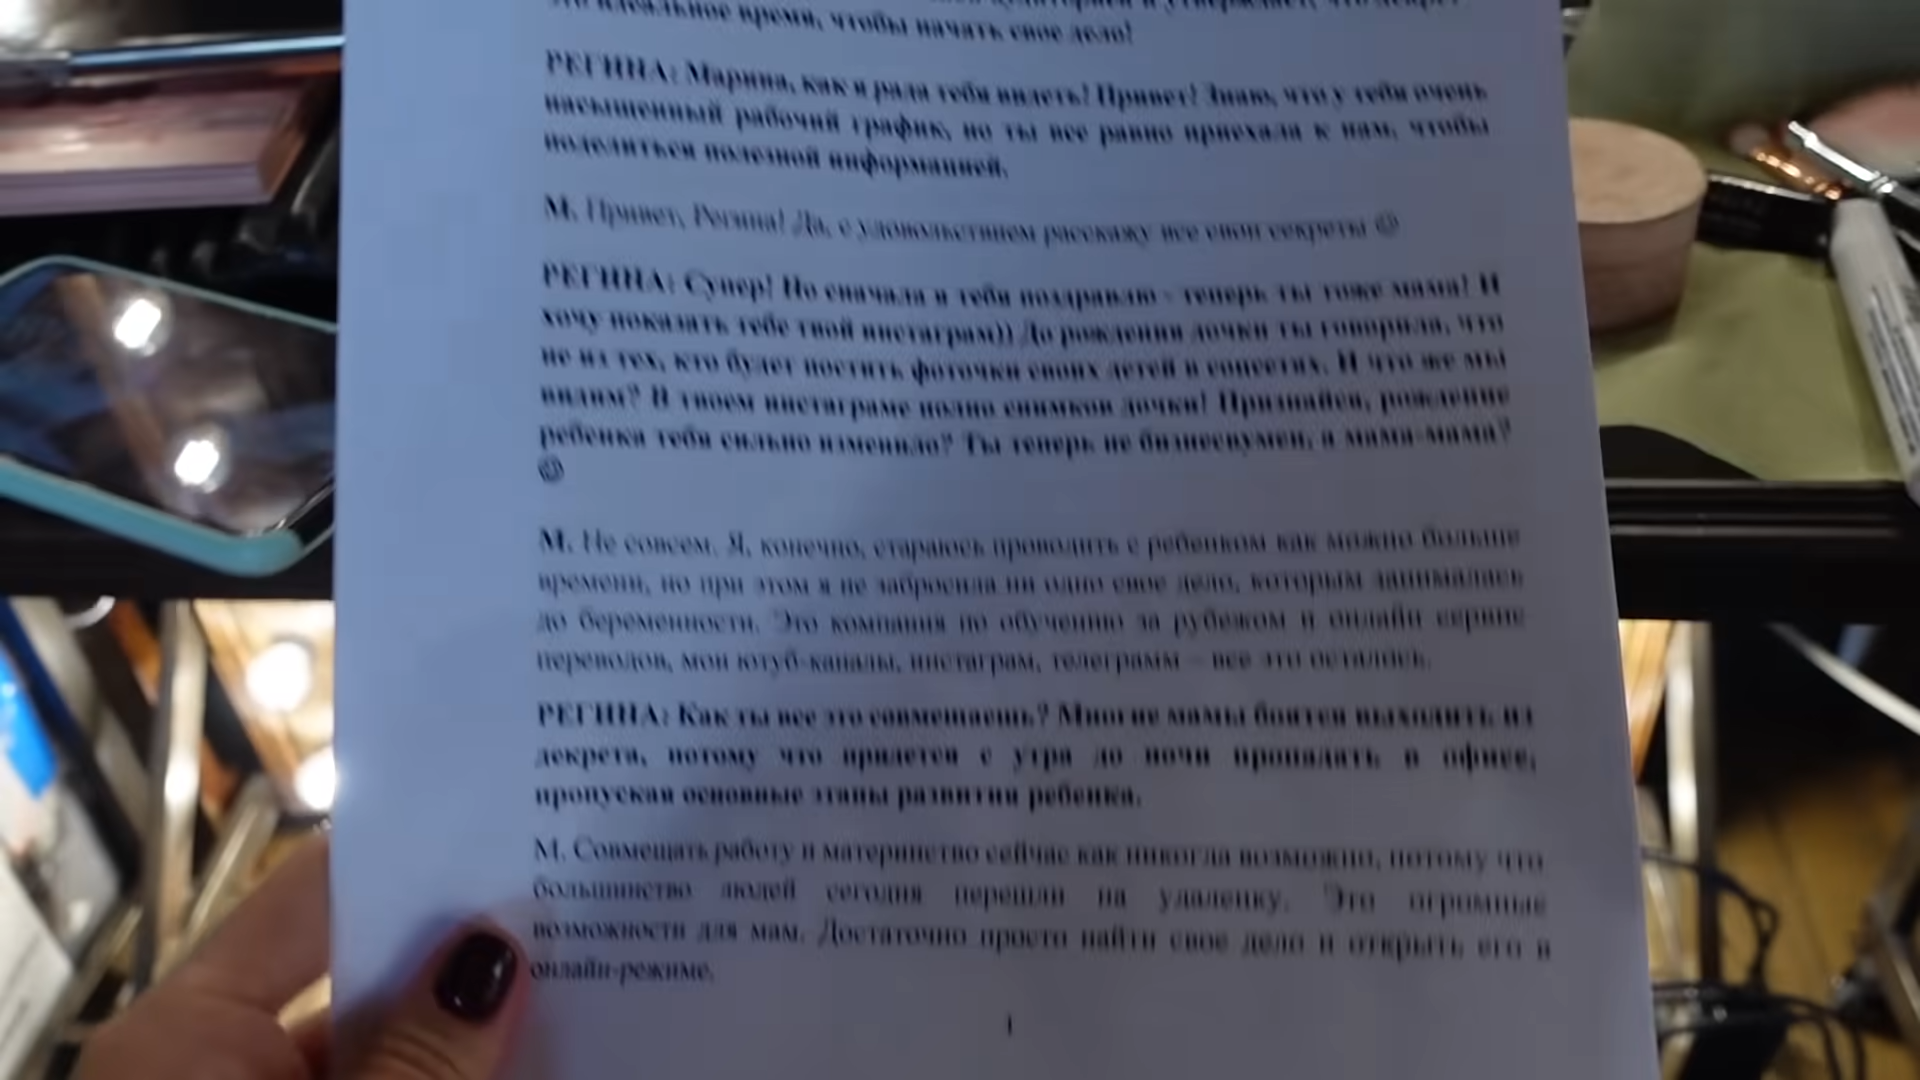 это идеальное время, чтобы начать свое дело!
РЕГИНА: Марина, как я рада тебя видеть! Привет! Знаю, что у тебя очень
насыщенный рабочий график, но ты все равно приехала к нам, чтобы
поделиться полезной информацией.
М. Привет, Регина! Да, с удовольствием расскажу все свои секреты ☺
РЕГИНА: Супер! Но сначала я тебя поздравлю - теперь ты тоже мама! И
хочу показать тебе твой инстаграм)) До рождения дочки ты говорила, что
не из тех, кто будет постить фоточки своих детей в соцсетях. И что же мы
видим? В твоем инстаграме полно снимков дочки! Признайся, рождение
ребенка тебя сильно изменило? Ты теперь не бизнесвумен, а мама-мама?
☺
М. Не совсем. Я, конечно, стараюсь проводить с ребенком как можно больше
времени, но при этом я не забросила ни одно свое дело, которым занималась
до беременности. Это компания по обучению за рубежом и онлайн сервис
переводов, мои ютуб-каналы, инстаграм, телеграмм – все это осталось.
РЕГИНА: Как ты все это совмещаешь? Многие мамы боятся выходить из
декрета, потому что придется с утра до ночи пропадать в офисе,
пропуская основные этапы развития ребенка.
М. Совмещать работу и материнство сейчас как никогда возможно, потому что
большинство людей сегодня перешли на удаленку. Это огромные
возможности для мам. Достаточно просто найти свое дело и открыть его в
онлайн-режиме.
1